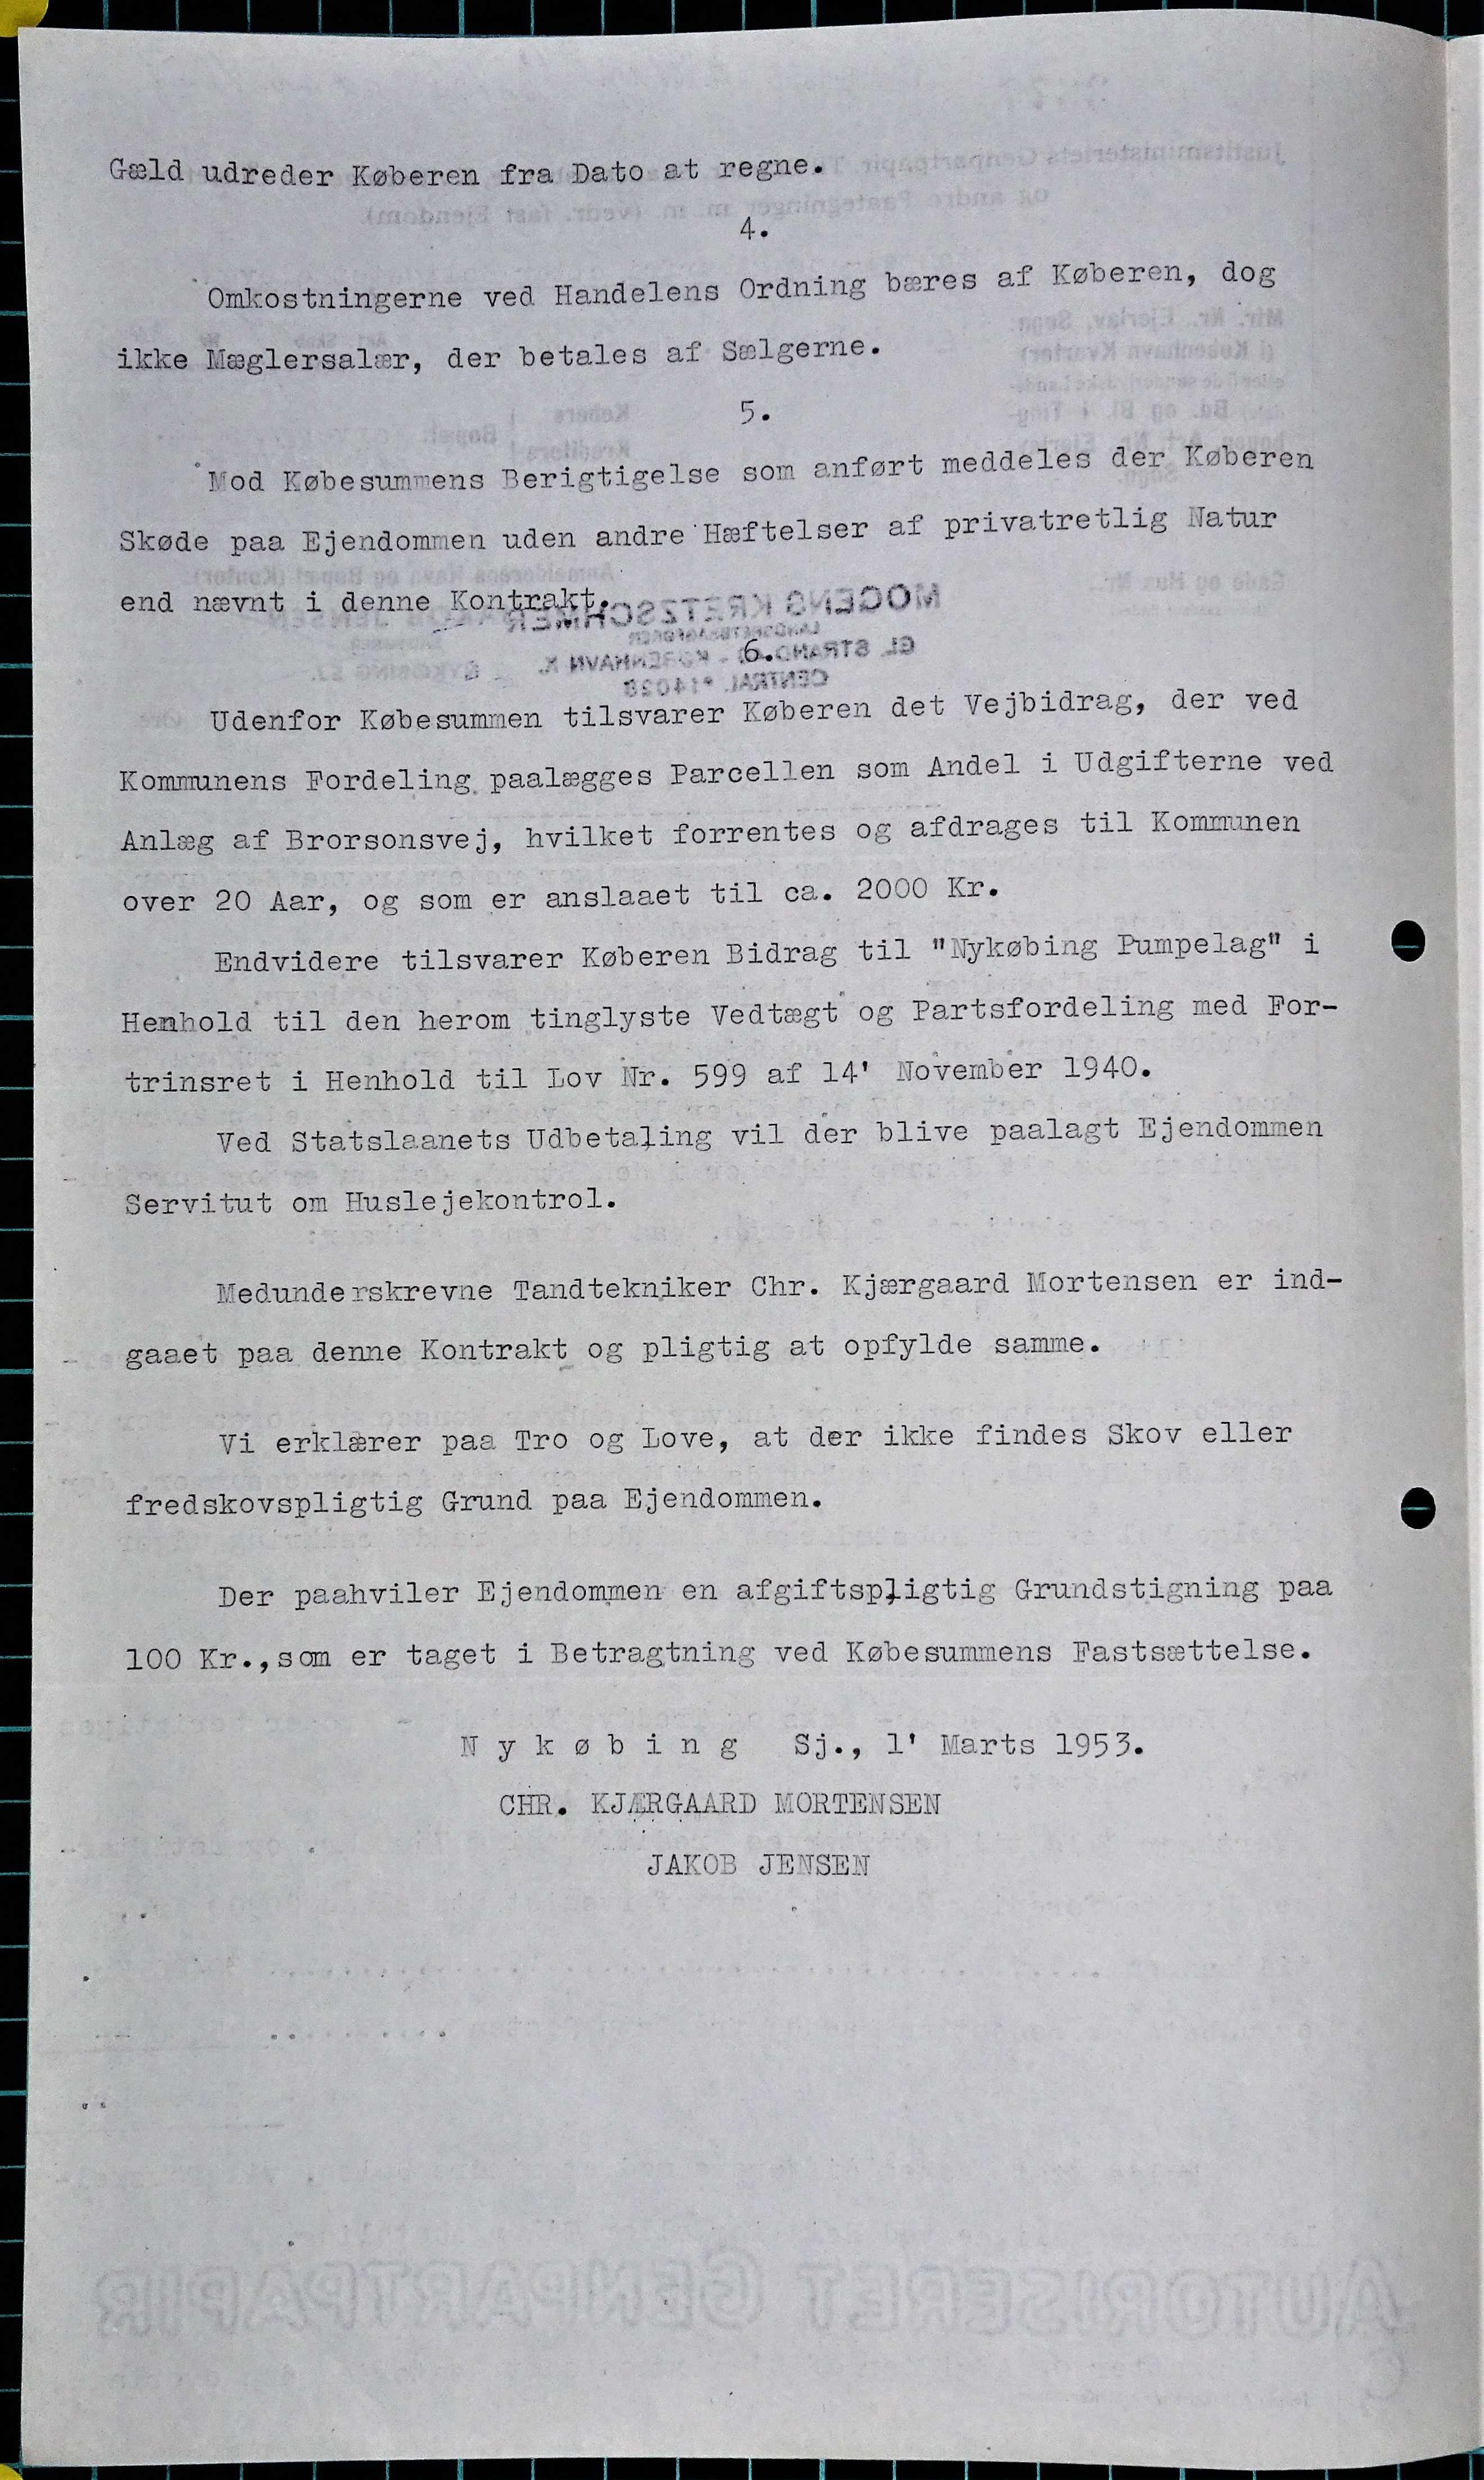 Gæld udreder Køberen fra Dato at regne.
4.
Omkostningerne ved Handelens Ordning bæres af Køberen, dog
ikke Mæglersalær, der betales af Sælgerne.
5.
Mod Købesummens Berigtigelse som anført meddeles der Køberen
Skøde paa Ejendommen uden andre Hæftelser af privatretlig Natur
end nævnt i denne Kontrakt.
MOGENS KRETZSCHMER
LANDSRETSSAGFØRER
6.
CENTRAL *14028
Udenfor Købesummen tilsvarer Køberen det Vejbidrag, der ved
Kommunens Fordeling paalægges Parcellen som Andel i Udgifterne ved
Anlæg af Brorsonsvej, hvilket forrentes og afdrages til Kommunen
over 20 Aar, og som er anslaaet til ca. 2000 Kr.
Endvidere tilsvarer Køberen Bidrag til "Nykøbing Pumpelag" i
Henhold til den herom tinglyste Vedtægt og Partsfordeling med For-
trinsret i Henhold til Lov Nr. 599 af 14' November 1940.
Ved Statslaanets Udbetaling vil der blive paalagt Ejendommen
Servitut om Huslejekontrol.
Medunderskrevne Tandtekniker Chr. Kjærgaard Mortensen er ind-
gaaet paa denne Kontrakt og pligtig at opfylde samme.
Vi erklærer paa Tro og Love, at der ikke findes Skov eller
fredskovspligtig Grund paa Ejendommen.
Der paahviler Ejendommen en afgiftspligtig Grundstigning paa
100 Kr.,som er taget i Betragtning ved Købesummens Fastsættelse.
N y k ø b i n g Sj., 1' Marts 1953.
CHR. KJÆRGAARD MORTENSEN
JAKOB JENSEN
AUTORISERET GENPARTPAPIR